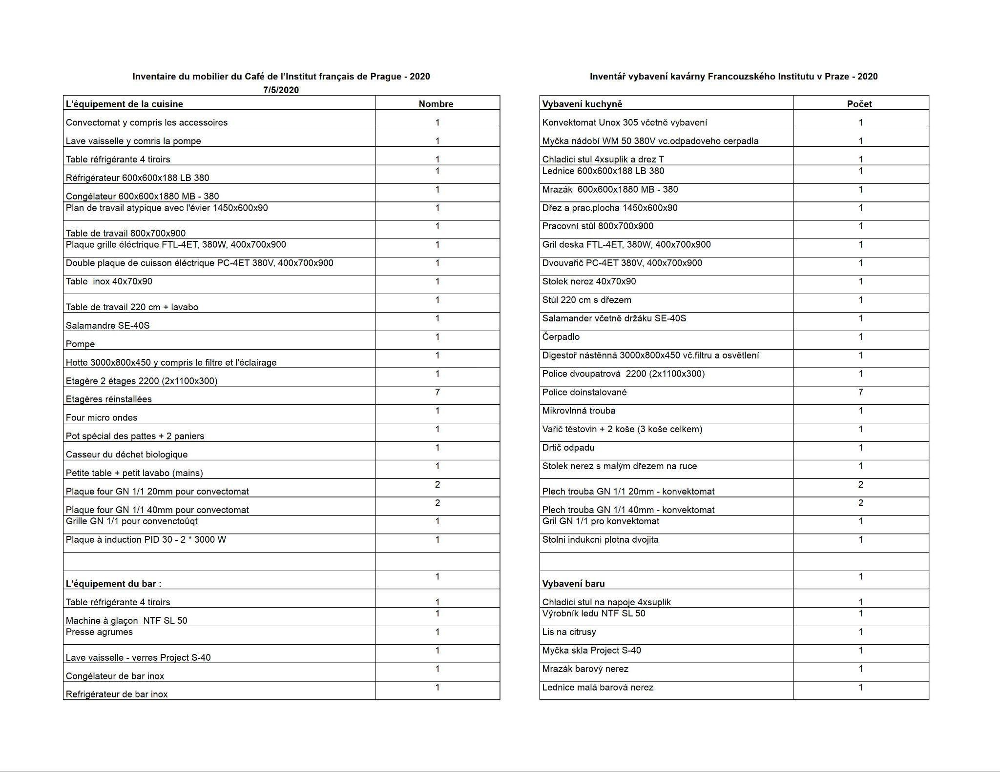 Inventaire du mobilier du Café de l’Institut français de Prague - 2020
7/5/2020
L'équipement de la cuisine Nombre
Convectomat y compris les accessoires 1
Lave vaisselle y comris la pompe 1
Table réfrigérante 4 tiroirs 1
Réfrigérateur 600x600x188 LB 380 1
Congélateur 600x600x1880 MB - 380 1
Plan de travail atypique avec l'évier 1450x600x90 1
Table de travail 800x700x900 1
Plaque grille éléctrique FTL-4ET, 380W, 400x700x900 1
Double plaque de cuisson éléctrique PC-4ET 380V, 400x700x900 1
Table  inox 40x70x90 1
Table de travail 220 cm + lavabo 1
Salamandre SE-40S 1
Pompe 1
Hotte 3000x800x450 y compris le filtre et l'éclairage 1
Etagère 2 étages 2200 (2x1100x300) 1
Etagères réinstallées 7
Four micro ondes 1
Pot spécial des pattes + 2 paniers 1
Casseur du déchet biologique 1
Petite table + petit lavabo (mains) 1
Plaque four GN 1/1 20mm pour convectomat 2
Plaque four GN 1/1 40mm pour convectomat 2
Grille GN 1/1 pour convenctoůqt 1
Plaque à induction PID 30 - 2 * 3000 W 1
L'équipement du bar : 1
Table réfrigérante 4 tiroirs 1
Machine à glaçon  NTF SL 50 1
Presse agrumes 1
Lave vaisselle - verres Project S-40 1
Congélateur de bar inox 1
Refrigérateur de bar inox 1
Inventář vybavení kavárny Francouzského Institutu v Praze - 2020
Vybavení kuchyně Počet
Konvektomat Unox 305 včetně vybavení 1
Myčka nádobí WM 50 380V vc.odpadoveho cerpadla 1
Chladici stul 4xsuplik a drez T 1
Lednice 600x600x188 LB 380 1
Mrazák  600x600x1880 MB - 380 1
Dřez a prac.plocha 1450x600x90 1
Pracovní stůl 800x700x900 1
Gril deska FTL-4ET, 380W, 400x700x900 1
Dvouvařič PC-4ET 380V, 400x700x900 1
Stolek nerez 40x70x90 1
Stůl 220 cm s dřezem 1
Salamander včetně držáku SE-40S 1
Čerpadlo 1
Digestoř nástěnná 3000x800x450 vč.filtru a osvětlení 1
Police dvoupatrová  2200 (2x1100x300) 1
Police doinstalované 7
Mikrovlnná trouba 1
Vařič těstovin + 2 koše (3 koše celkem) 1
Drtič odpadu 1
Stolek nerez s malým dřezem na ruce 1
Plech trouba GN 1/1 20mm - konvektomat 2
Plech trouba GN 1/1 40mm - konvektomat 2
Gril GN 1/1 pro konvektomat 1
Stolni indukcni plotna dvojita 1
Vybavení baru 1
Chladici stul na napoje 4xsuplik 1
Výrobník ledu NTF SL 50 1
Lis na citrusy 1
Myčka skla Project S-40 1
Mrazák barový nerez 1
Lednice malá barová nerez 1